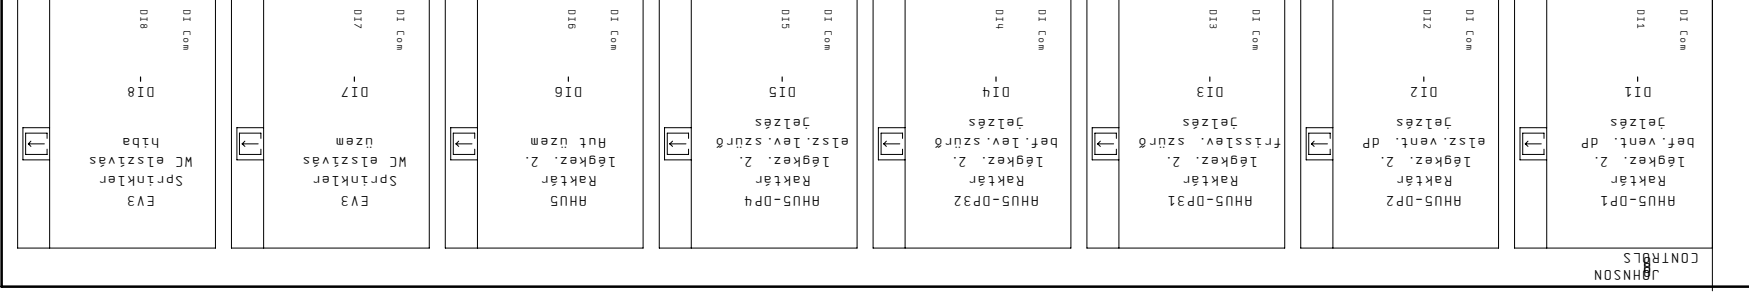 JOHNSON
CONTROLS
AHU5-DP1
Raktár
légkez. 2.
bef.vent. dp
jelzés
DI1
DI Com
DI1
AHU5-DP2
Raktár
légkez. 2.
elsz.vent. dP
jelzés
DI2
DI Com
DI2
AHU5-DP31
Raktár
légkez. 2.
frisslev. szűrő
jelzés
DI3
DI Com
DI3
AHU5-DP32
Raktár
légkez. 2.
bef.lev.szűrő
jelzés
DI4
DI Com
DI4
AHU5-DP4
Raktár
légkez. 2.
elsz.lev.szűrő
jelzés
DI5
DI Com
DI5
AHU5
Raktár
légkez. 2.
Aut üzem
DI6
DI Com
DI6
EV3
Sprinkler
WC elszívás
üzem
DI7
DI Com
DI7
EV3
Sprinkler
WC elszívás
hiba
DI8
DI Com
DI8